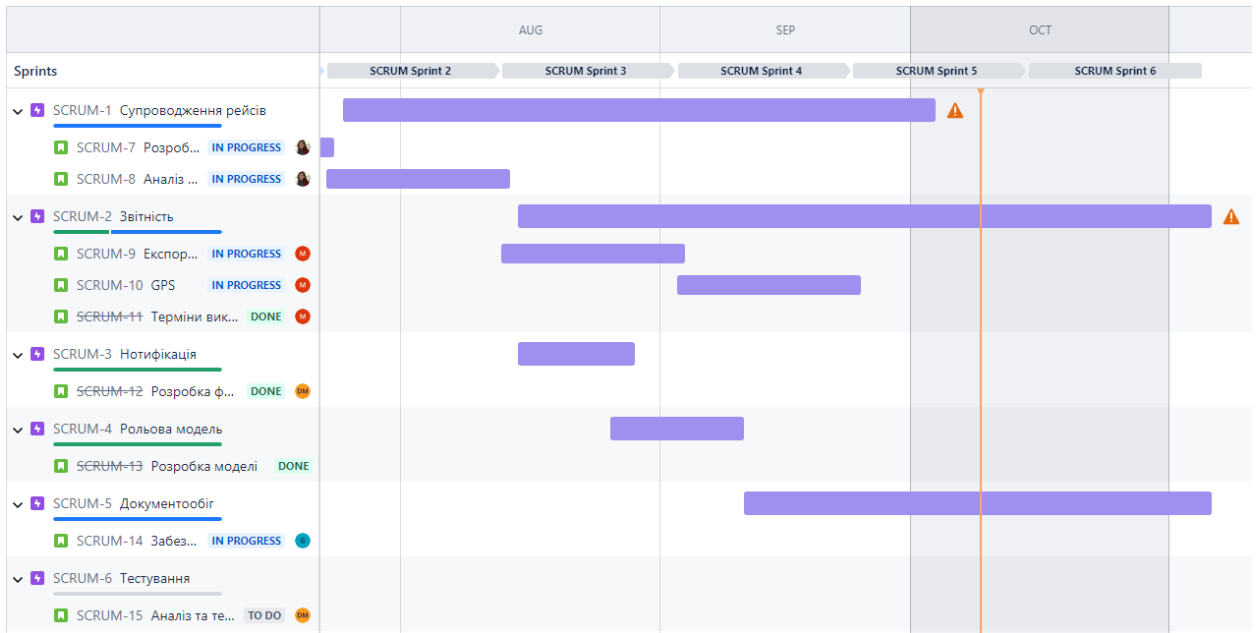 AUG SEP OCT
Sprints SCRUM Sprint 2 SCRUM Sprint 3 SCRUM Sprint 4 SCRUM Sprint 5 SCRUM Sprint 6
SCRUM-1 Супроводження рейсів
SCRUM-7 Розроб... IN PROGRESS
SCRUM-8 Аналіз ... IN PROGRESS
SCRUM-2 Звітність
SCRUM-9 Експор... IN PROGRESS M
SCRUM-10 GPS IN PROGRESS M
SCRUM-11 Терміни вик... DONE M
SCRUM-3 Нотифікація
SCRUM-12 Розробка ф... DONE DM
SCRUM-4 Рольова модель
SCRUM-13 Розробка моделі DONE
SCRUM-5 Документообіг
SCRUM-14 Забез... IN PROGRESS
SCRUM-6 Тестування
SCRUM-15 Аналіз та те... TO DO DM